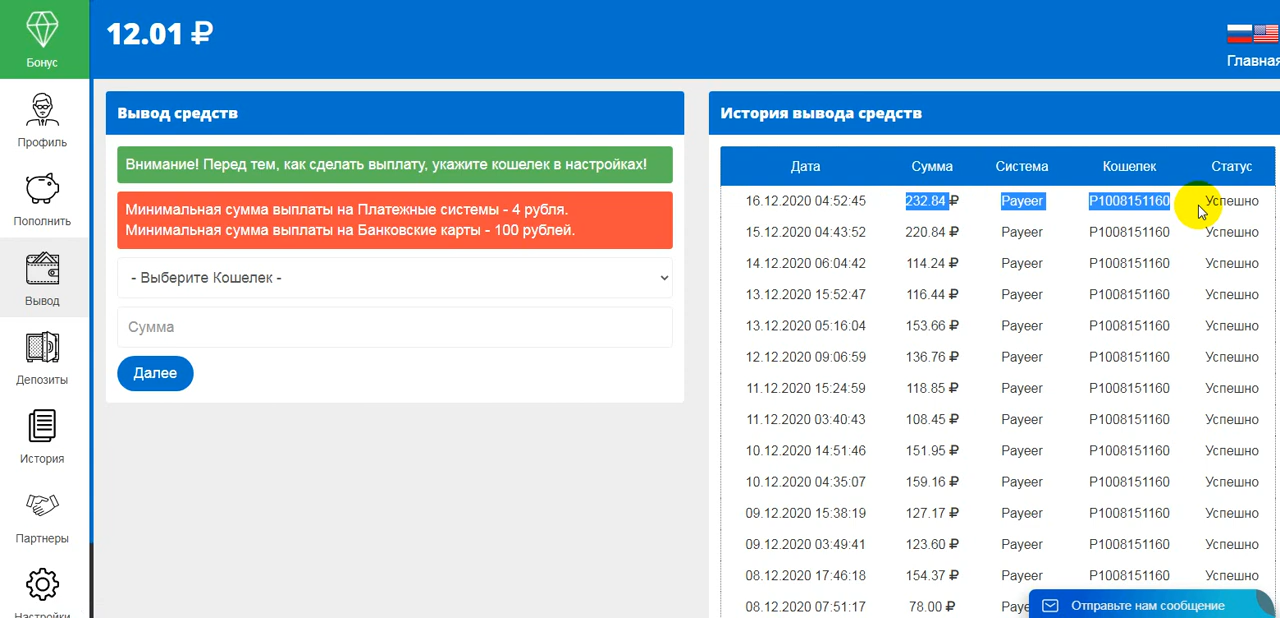 12.01 ₽
Главная
Бонус
Профиль
Пополнить
Вывод
Депозиты
История
Партнеры
Настройки
Вывод средств
Внимание! Перед тем, как сделать выплату, укажите кошелек в настройках!
Минимальная сумма выплаты на Платежные системы - 4 рубля.
Минимальная сумма выплаты на Банковские карты - 100 рублей.
- Выберите Кошелек -
Сумма
Далее
История вывода средств
Дата Сумма Система Кошелек Статус
16.12.2020 04:52:45 232.84 ₽ Payeer P1008151160 Успешно
15.12.2020 04:43:52 220.84 ₽ Payeer P1008151160 Успешно
14.12.2020 06:04:42 114.24 ₽ Payeer P1008151160 Успешно
13.12.2020 15:52:47 116.44 ₽ Payeer P1008151160 Успешно
13.12.2020 05:16:04 153.66 ₽ Payeer P1008151160 Успешно
12.12.2020 09:06:59 136.76 ₽ Payeer P1008151160 Успешно
11.12.2020 15:24:59 118.85 ₽ Payeer P1008151160 Успешно
11.12.2020 03:40:43 108.45 ₽ Payeer P1008151160 Успешно
10.12.2020 14:51:46 151.95 ₽ Payeer P1008151160 Успешно
10.12.2020 04:35:07 159.16 ₽ Payeer P1008151160 Успешно
09.12.2020 15:38:19 127.17 ₽ Payeer P1008151160 Успешно
09.12.2020 03:49:41 123.60 ₽ Payeer P1008151160 Успешно
08.12.2020 17:46:18 154.37 ₽ Payeer P1008151160 Успешно
08.12.2020 07:51:17 78.00 ₽ Paye
Отправьте нам сообщение